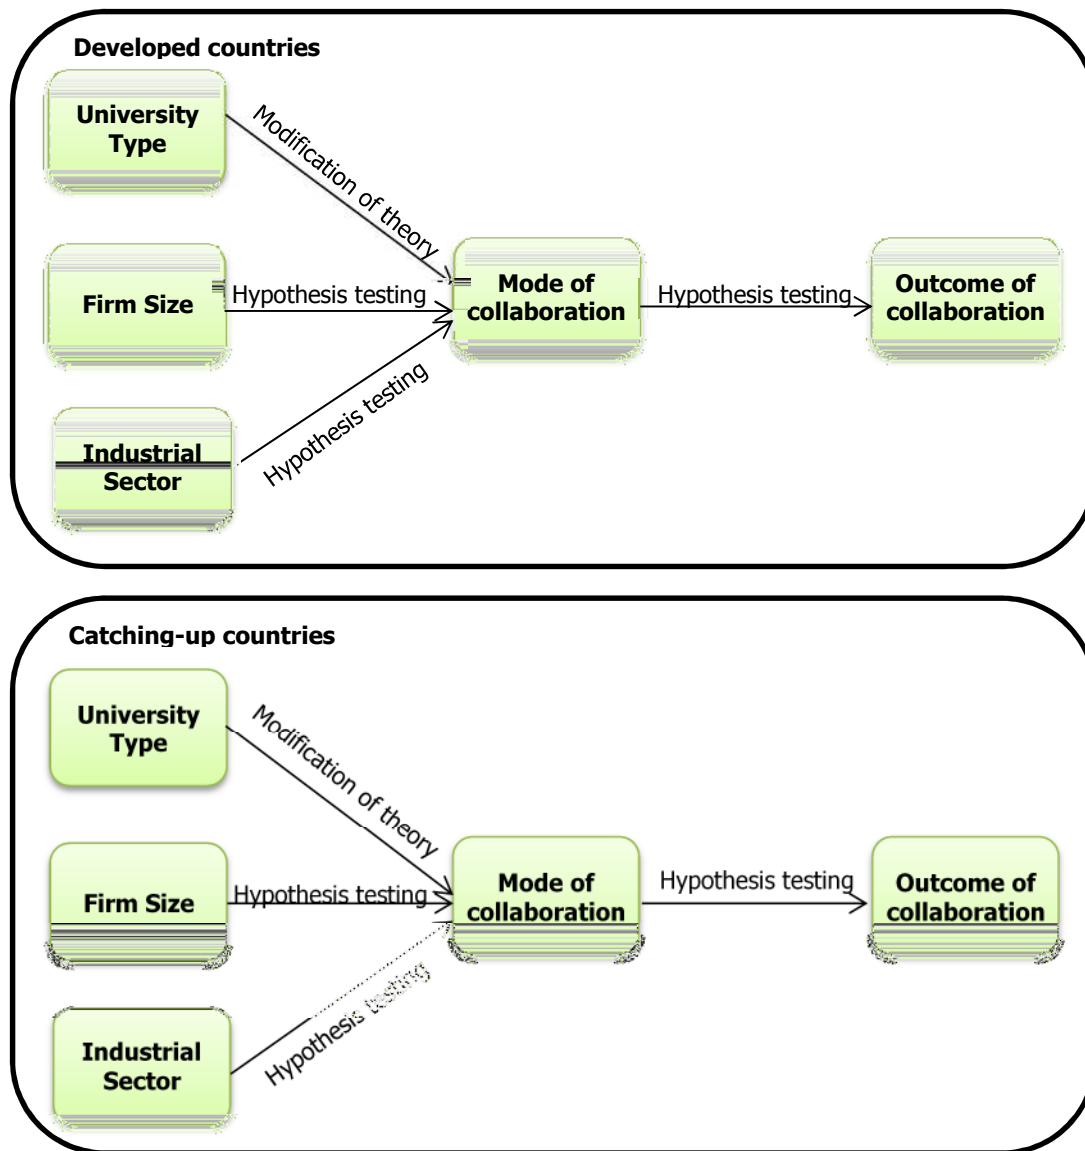 Developed countries
University
Type
Modification of theory
Firm Size
Hypothesis testing
Mode of
collaboration
Hypothesis testing
Outcome of
collaboration
Industrial
Sector
Hypothesis testing
Catching-up countries
University
Type
Modification of theory
Firm Size
Hypothesis testing
Mode of
collaboration
Hypothesis testing
Outcome of
collaboration
Industrial
Sector
Hypothesis testing